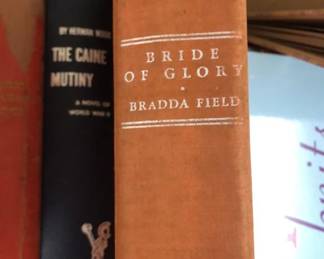 BY HERMAN WOUK
THE CAINE
MUTINY
A NOVEL OF
WORLD WAR II
BRIDE
OF GLORY
BRADDA FIELD